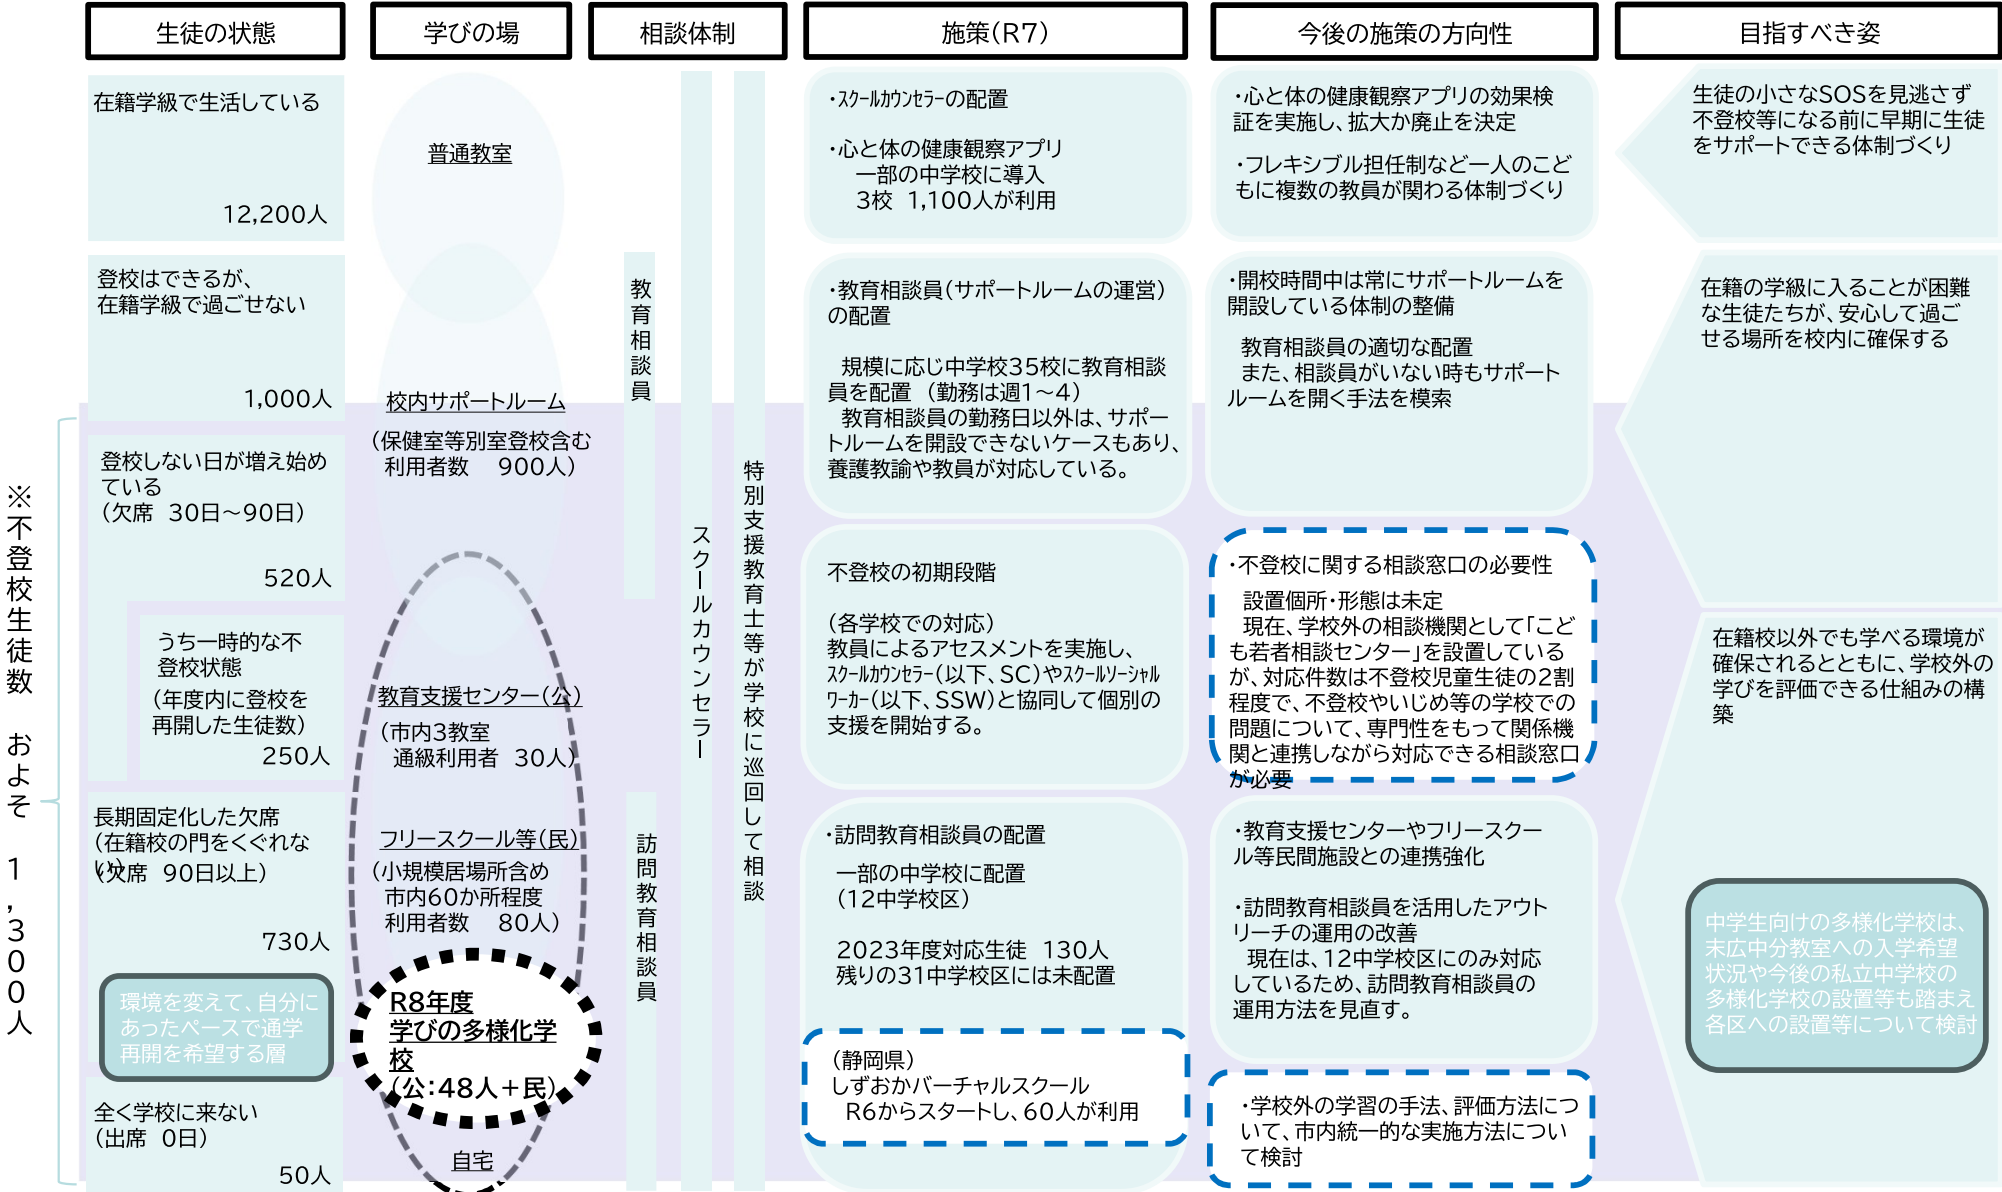 生徒の状態
学びの場
相談体制
施策(R7)
今後の施策の方向性
目指すべき姿
※不登校生徒数　およそ　1,300人
在籍学級で生活している
12,200人
登校はできるが、
在籍学級で過ごせない
1,000人
登校しない日が増え始め
ている
(欠席　30日～90日)
520人
うち一時的な不
登校状態
(年度内に登校を
再開した生徒数)
250人
長期固定化した欠席
(在籍校の門をくぐれな
い)
(欠席　90日以上)
730人
環境を変えて、自分に
あったペースで通学
再開を希望する層
全く学校に来ない
(出席　0日)
50人
普通教室
校内サポートルーム
(保健室等別室登校含む
利用者数　900人)
教育支援センター(公)
(市内3教室
通級利用者　30人)
フリースクール等(民)
(小規模居場所含め
市内60か所程度
利用者数　80人)
R8年度
学びの多様化学
校
(公:48人＋民)
自宅
教育相談員
訪問教育相談員
スクールカウンセラー
特別支援教育士等が学校に巡回して相談
・ｽｸｰﾙｶｳﾝｾﾗｰの配置
・心と体の健康観察アプリ
一部の中学校に導入
3校　1,100人が利用
・教育相談員(サポートルームの運営)
の配置
規模に応じ中学校35校に教育相談
員を配置　(勤務は週1～4)
教育相談員の勤務日以外は、サポー
トルームを開設できないケースもあり、
養護教諭や教員が対応している。
不登校の初期段階
(各学校での対応)
教員によるアセスメントを実施し、
ｽｸｰﾙｶｳﾝｾﾗｰ(以下、SC)やｽｸｰﾙｿｰｼｬﾙ
ﾜｰｶｰ(以下、SSW)と協同して個別の
支援を開始する。
・訪問教育相談員の配置
一部の中学校に配置
(12中学校区)
2023年度対応生徒　130人
残りの31中学校区には未配置
(静岡県)
しずおかバーチャルスクール
R6からスタートし、60人が利用
・心と体の健康観察アプリの効果検
証を実施し、拡大か廃止を決定
・フレキシブル担任制など一人のこど
もに複数の教員が関わる体制づくり
・開校時間中は常にサポートルームを
開設している体制の整備
教育相談員の適切な配置
また、相談員がいない時もサポート
ルームを開く手法を模索
・不登校に関する相談窓口の必要性
設置個所・形態は未定
現在、学校外の相談機関として「こど
も若者相談センター」を設置している
が、対応件数は不登校児童生徒の2割
程度で、不登校やいじめ等の学校での
問題について、専門性をもって関係機
関と連携しながら対応できる相談窓口
が必要
・教育支援センターやフリースクー
ル等民間施設との連携強化
・訪問教育相談員を活用したアウト
リーチの運用の改善
現在は、12中学校区にのみ対応
しているため、訪問教育相談員の
運用方法を見直す。
・学校外の学習の手法、評価方法につ
いて、市内統一的な実施方法につい
て検討
生徒の小さなSOSを見逃さず
不登校等になる前に早期に生徒
をサポートできる体制づくり
在籍の学級に入ることが困難
な生徒たちが、安心して過ご
せる場所を校内に確保する
在籍校以外でも学べる環境が
確保されるとともに、学校外の
学びを評価できる仕組みの構
築
中学生向けの多様化学校は、
末広中分教室への入学希望
状況や今後の私立中学校の
多様化学校の設置等も踏まえ
各区への設置等について検討